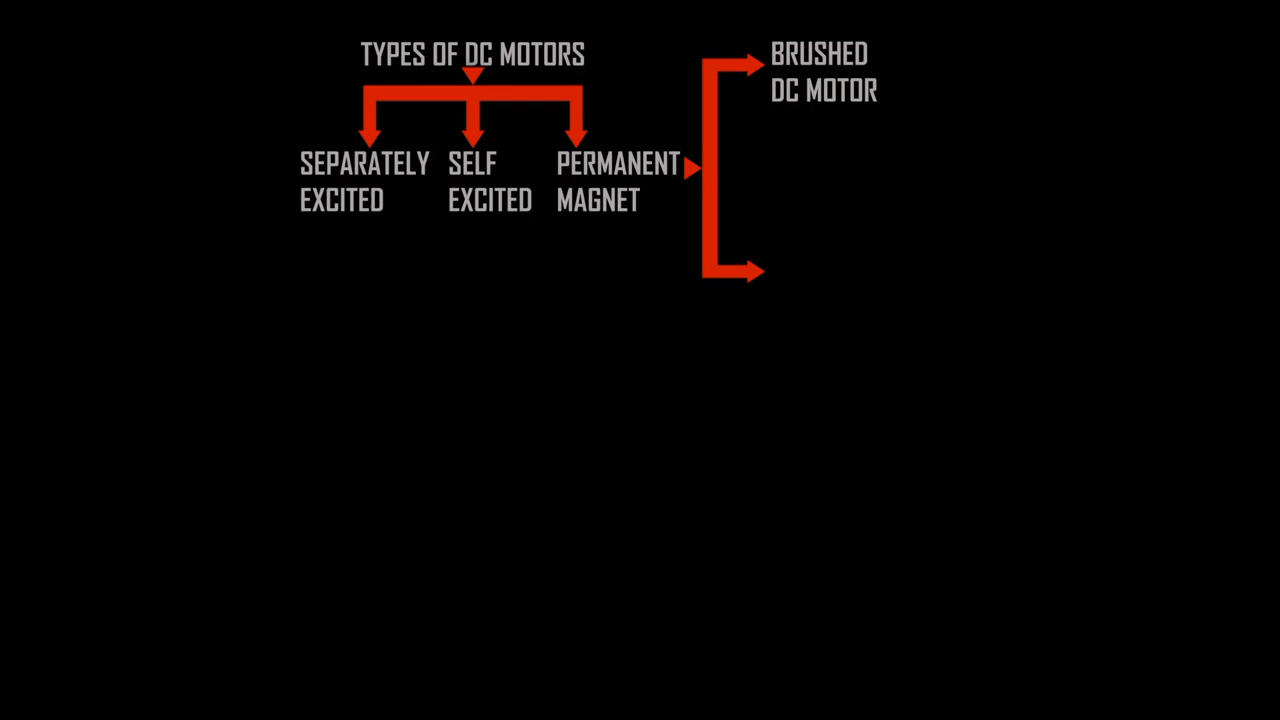 TYPES OF DC MOTORS
SEPARATELY
EXCITED
SELF
EXCITED
PERMANENT
MAGNET
BRUSHED
DC MOTOR